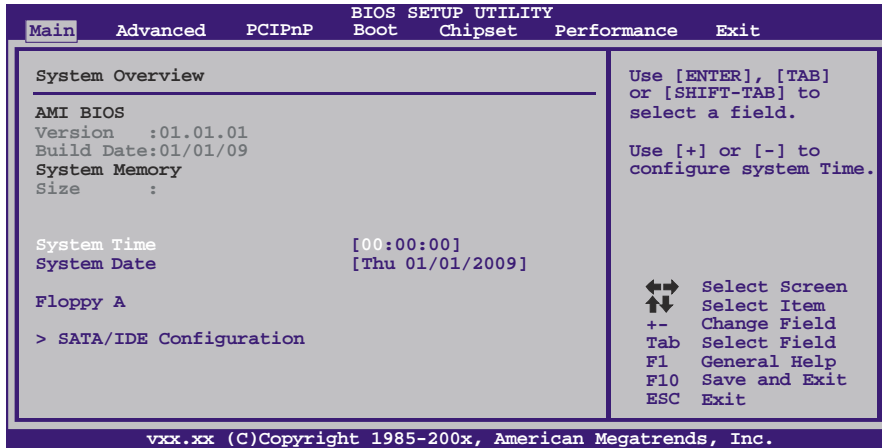 BIOS SETUP UTILITY
Main Advanced PCIPnP Boot Chipset Performance Exit
System Overview
AMI BIOS
Version :01.01.01
Build Date:01/01/09
System Memory
Size :
System Time [00:00:00]
System Date [Thu 01/01/2009]
Floppy A
> SATA/IDE Configuration
Use [ENTER], [TAB]
or [SHIFT-TAB] to
select a field.
Use [+] or [-] to
configure system Time.
Select Screen
Select Item
+- Change Field
Tab Select Field
F1 General Help
F10 Save and Exit
ESC Exit
vxx.xx (C)Copyright 1985-200x, American Megatrends, Inc.